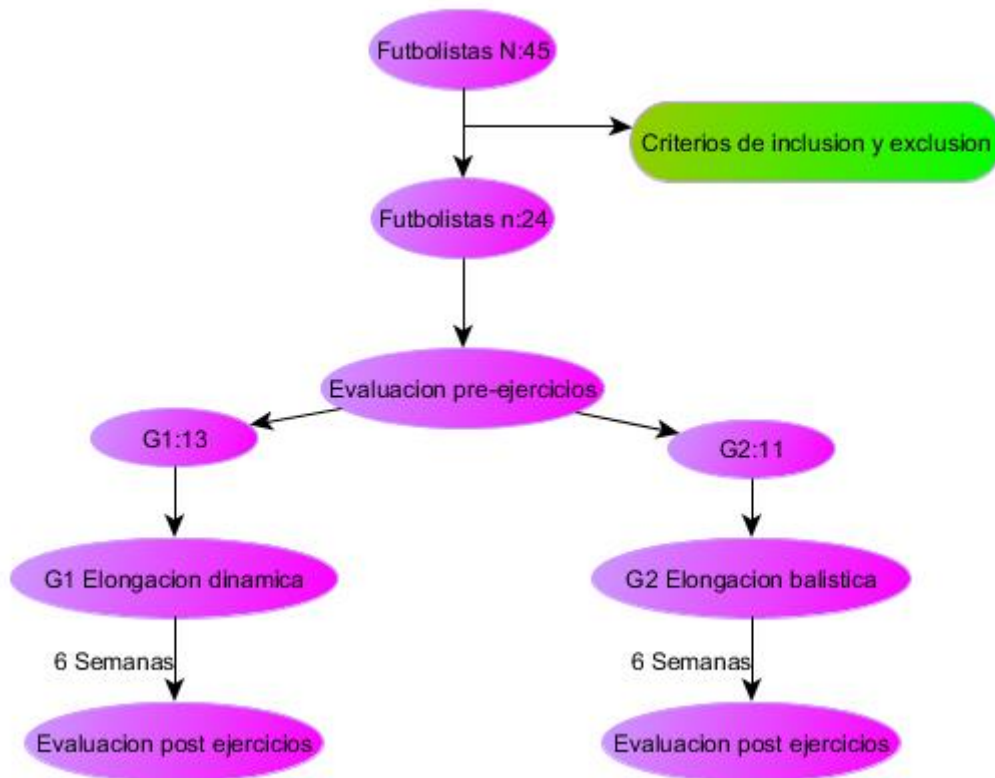 Futbolistas N:45
Criterios de inclusion y exclusion
Futbolistas n:24
Evaluacion pre-ejercicios
G1:13
G2:11
G1 Elongacion dinamica
G2 Elongacion balistica
6 Semanas
6 Semanas
Evaluacion post ejercicios
Evaluacion post ejercicios